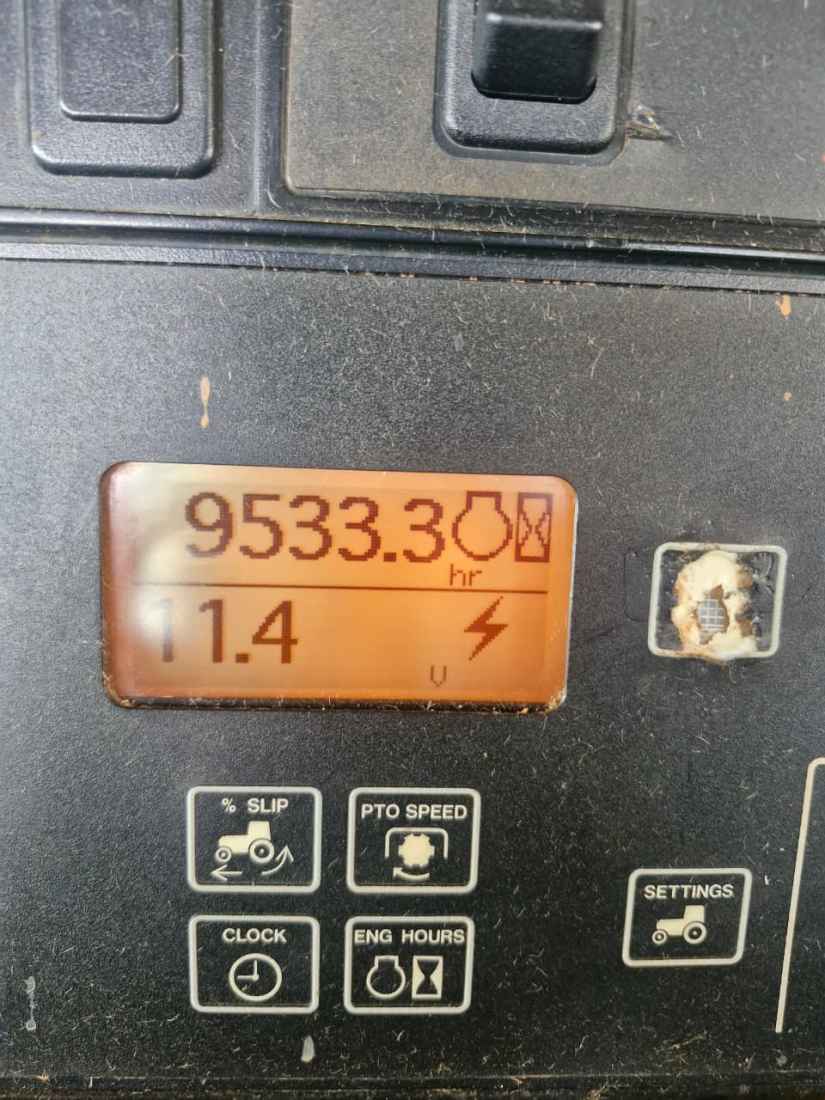 9533.3
hr
11.4
V
% SLIP
PTO SPEED
CLOCK
ENG HOURS
SETTINGS